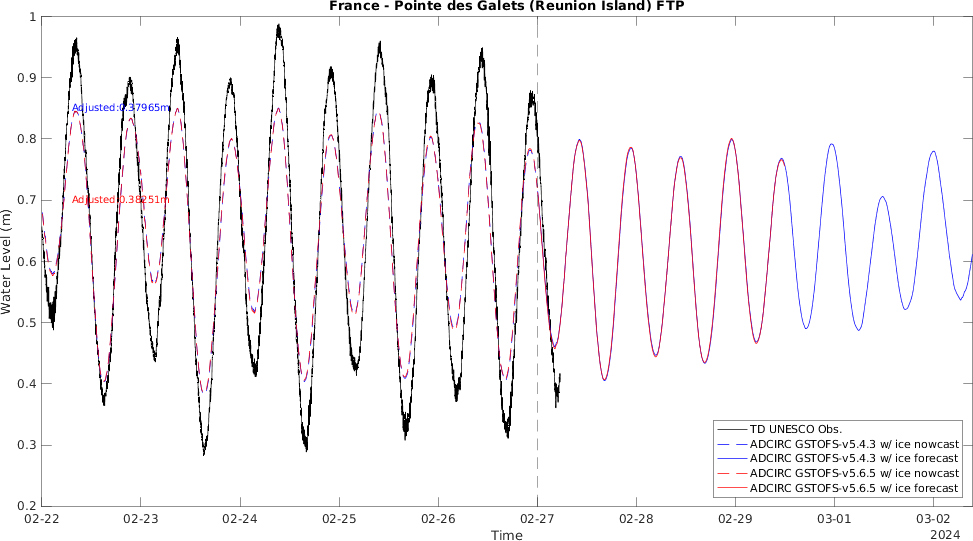 France - Pointe des Galets (Reunion Island) FTP
Water Level (m)
1
0.9
0.8
0.7
0.6
0.5
0.4
0.3
0.2
Adjusted:0.37965m
Adjusted:0.38251m
TD UNESCO Obs.
ADCIRC GSTOFS-v5.4.3 w/ ice nowcast
ADCIRC GSTOFS-v5.4.3 w/ ice forecast
ADCIRC GSTOFS-v5.6.5 w/ ice nowcast
ADCIRC GSTOFS-v5.6.5 w/ ice forecast
02-22 02-23 02-24 02-25 02-26 02-27 02-28 02-29 03-01 03-02
Time
2024